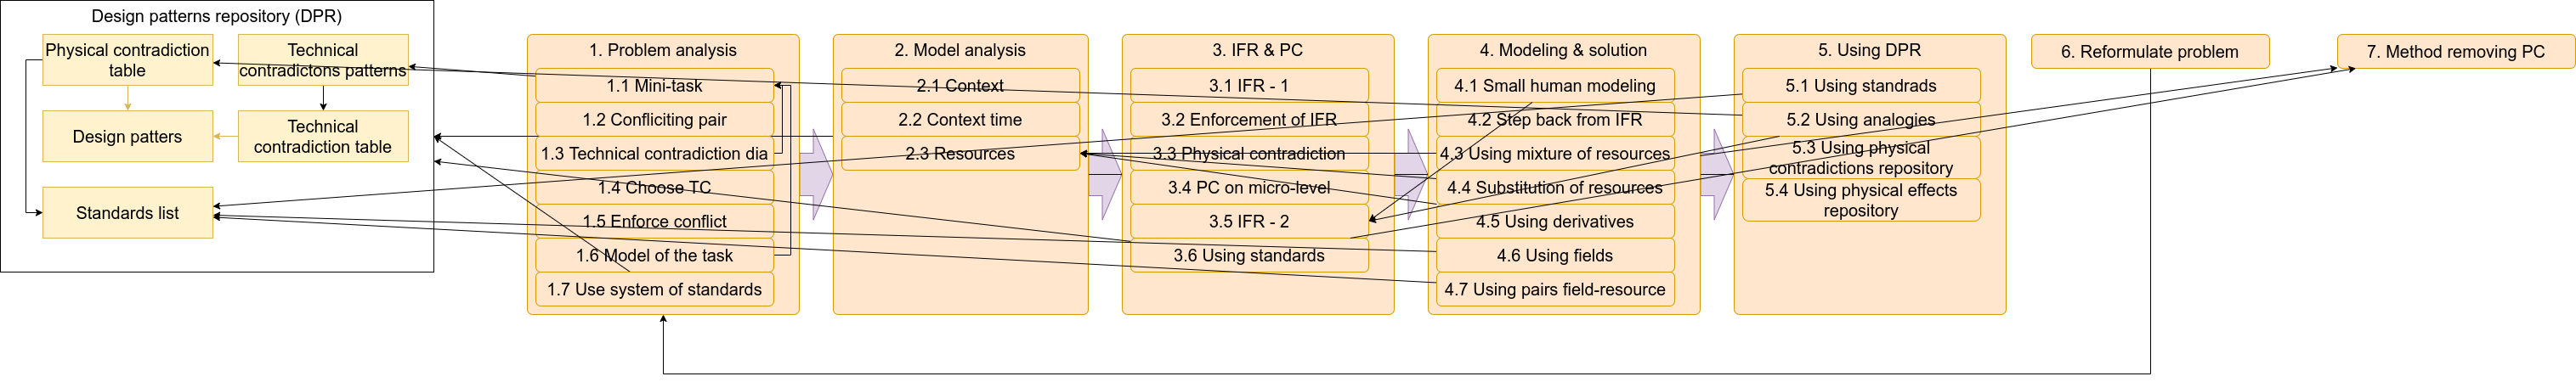 Design patterns repository (DPR)
Physical contradiction
table
Technical
contradictons patterns
Design patters
Technical
contradiction table
Standards list
1. Problem analysis
1.1 Mini-task
1.2 Confliciting pair
1.3 Technical contradiction dia
1.4 Choose TC
1.5 Enforce conflict
1.6 Model of the task
1.7 Use system of standards
2. Model analysis
2.1 Context
2.2 Context time
2.3 Resources
3. IFR & PC
3.1 IFR - 1
3.2 Enforcement of IFR
3.3 Physical contradiction
3.4 PC on micro-level
3.5 IFR - 2
3.6 Using standards
4. Modeling & solution
4.1 Small human modeling
4.2 Step back from IFR
4.3 Using mixture of resources
4.4 Substitution of resources
4.5 Using derivatives
4.6 Using fields
4.7 Using pairs field-resource
5. Using DPR
5.1 Using standrads
5.2 Using analogies
5.3 Using physical
contradictions repository
5.4 Using physical effects
repository
6. Reformulate problem
7. Method removing PC